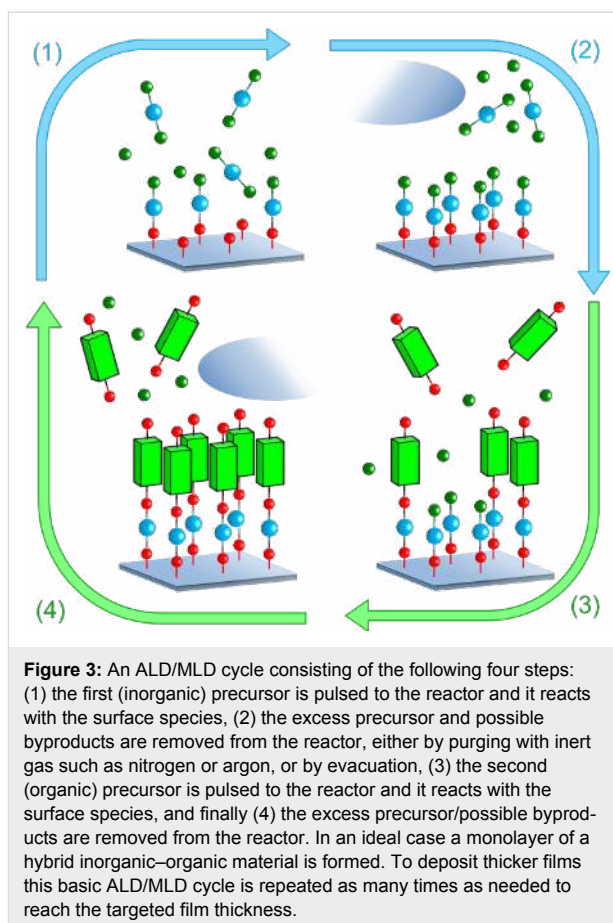 (1)
(2)
(4)
(3)
Figure 3: An ALD/MLD cycle consisting of the following four steps:
(1) the first (inorganic) precursor is pulsed to the reactor and it reacts
with the surface species, (2) the excess precursor and possible
byproducts are removed from the reactor, either by purging with inert
gas such as nitrogen or argon, or by evacuation, (3) the second
(organic) precursor is pulsed to the reactor and it reacts with the
surface species, and finally (4) the excess precursor/possible byprod-
ucts are removed from the reactor. In an ideal case a monolayer of a
hybrid inorganic–organic material is formed. To deposit thicker films
this basic ALD/MLD cycle is repeated as many times as needed to
reach the targeted film thickness.